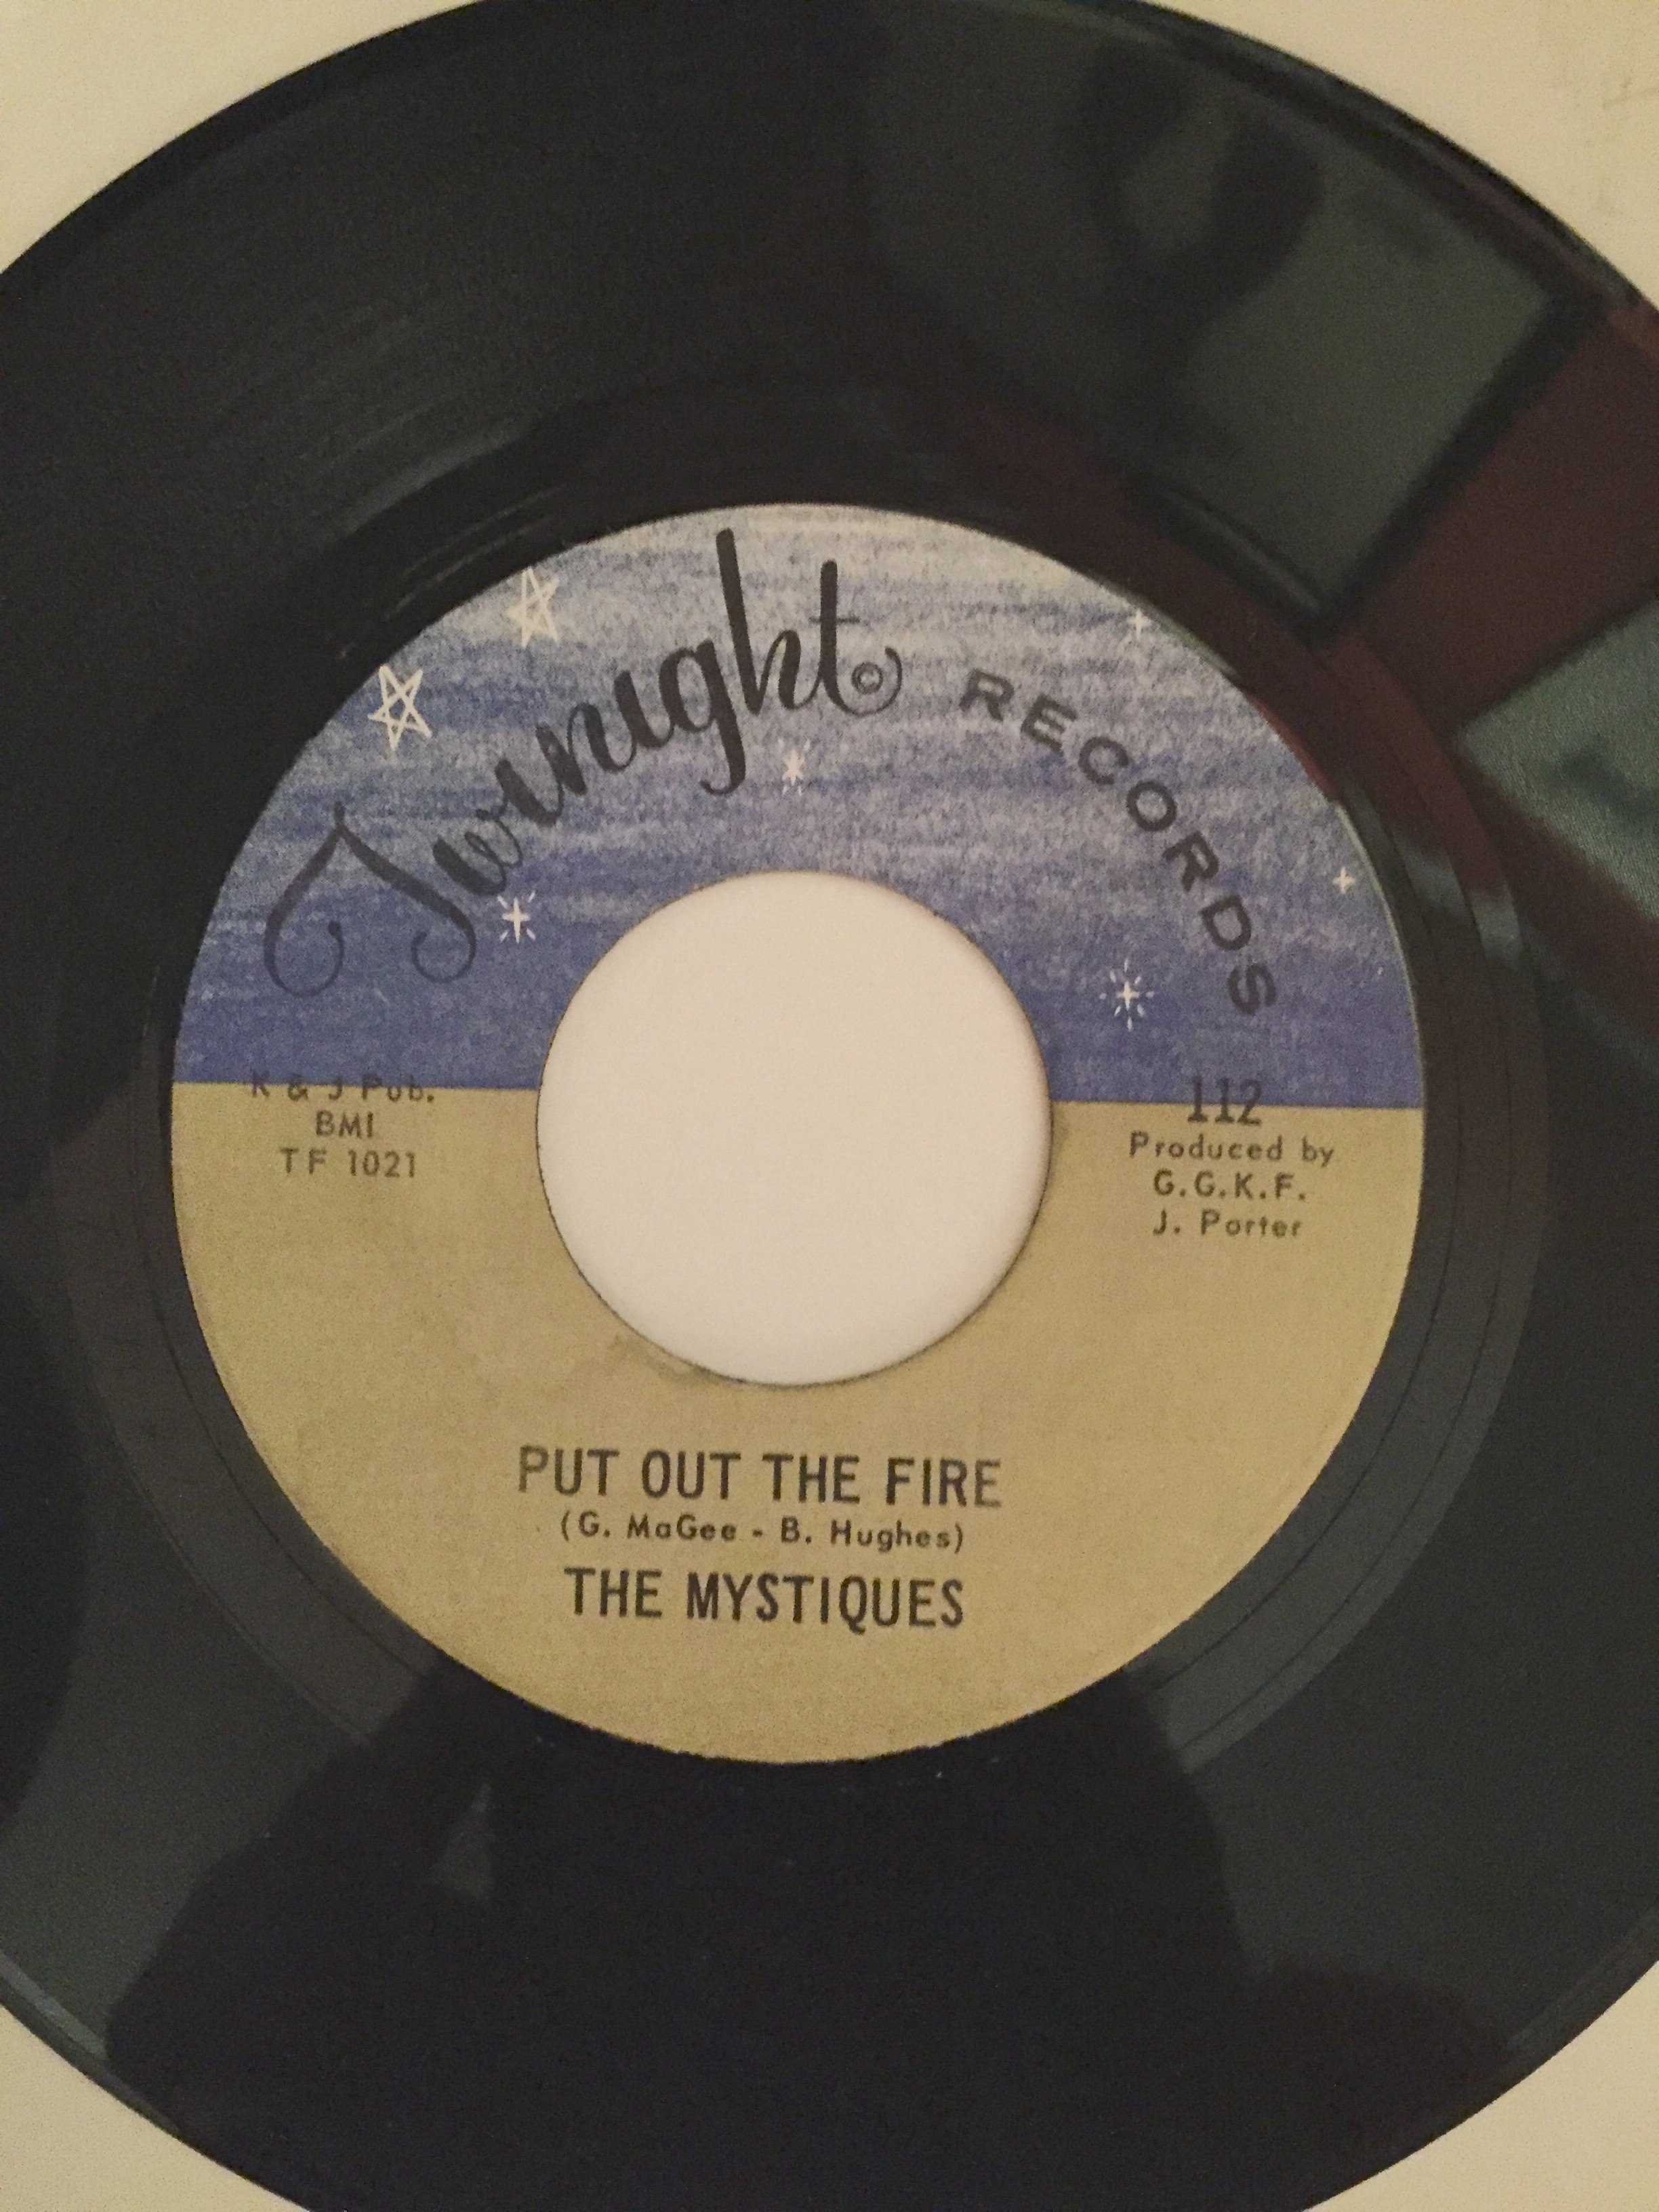 Twinight © RECORDS
K & J Pub.
BMI
TF 1021
112
Produced by
G.G.K.F.
J. Porter
PUT OUT THE FIRE
(G. MaGee - B. Hughes)
THE MYSTIQUES